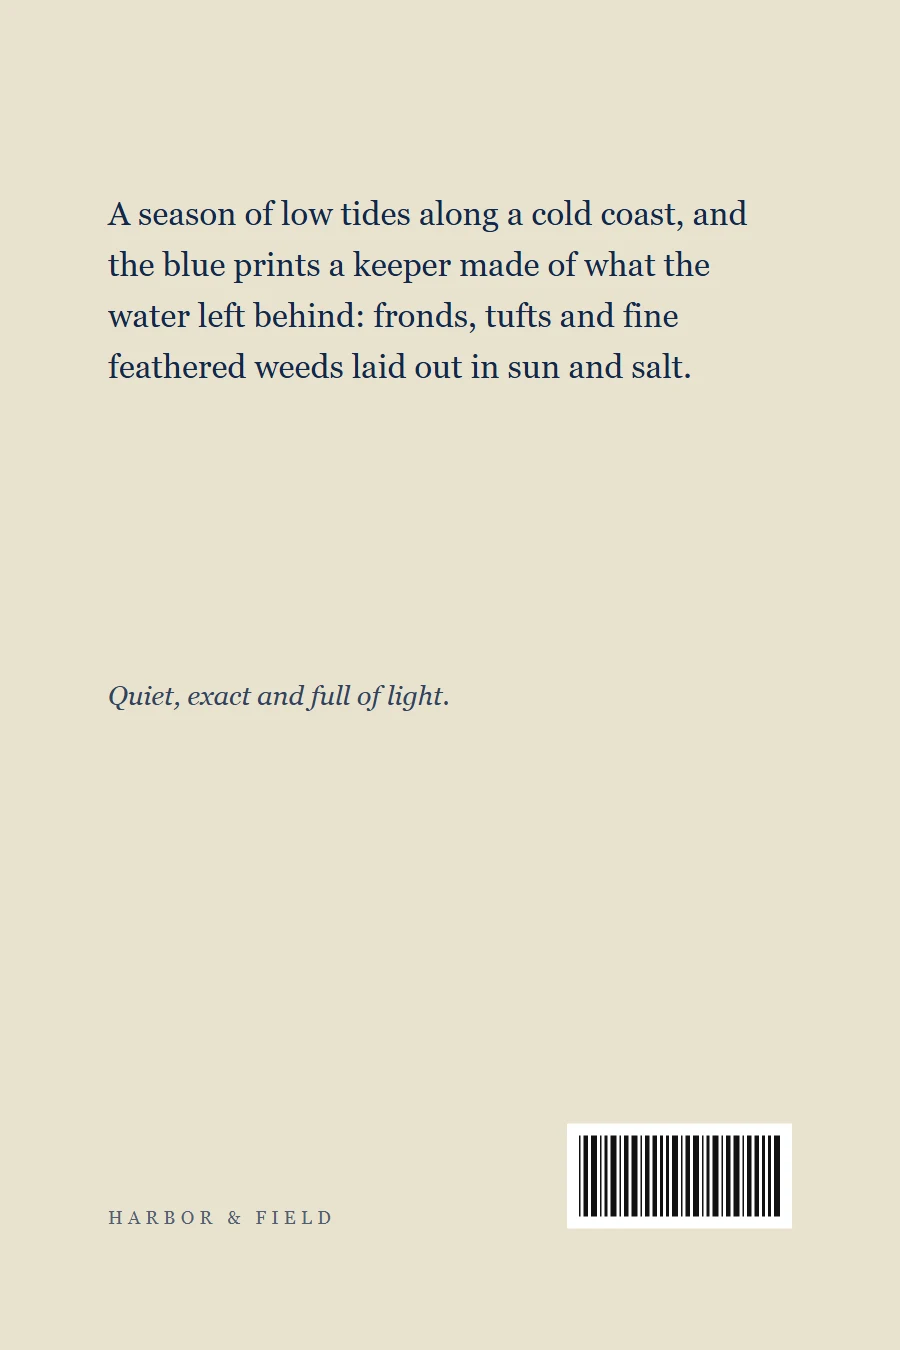 A season of low tides along a cold coast, and
the blue prints a keeper made of what the
water left behind: fronds, tufts and fine
feathered weeds laid out in sun and salt.
Quiet, exact and full of light.
HARBOR & FIELD